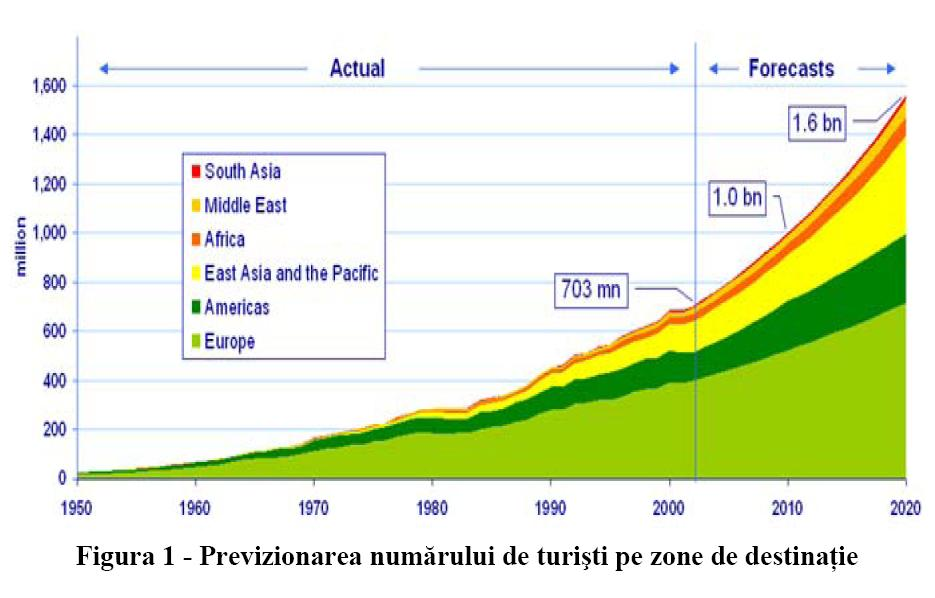 Actual
Forecasts
1,600
1,400
1,200
1,000
800
600
400
200
0
million
South Asia
Middle East
Africa
East Asia and the Pacific
Americas
Europe
703 mn
1.0 bn
1.6 bn
1950 1960 1970 1980 1990 2000 2010 2020
Figura 1 - Previzionarea numărului de turişti pe zone de destinație